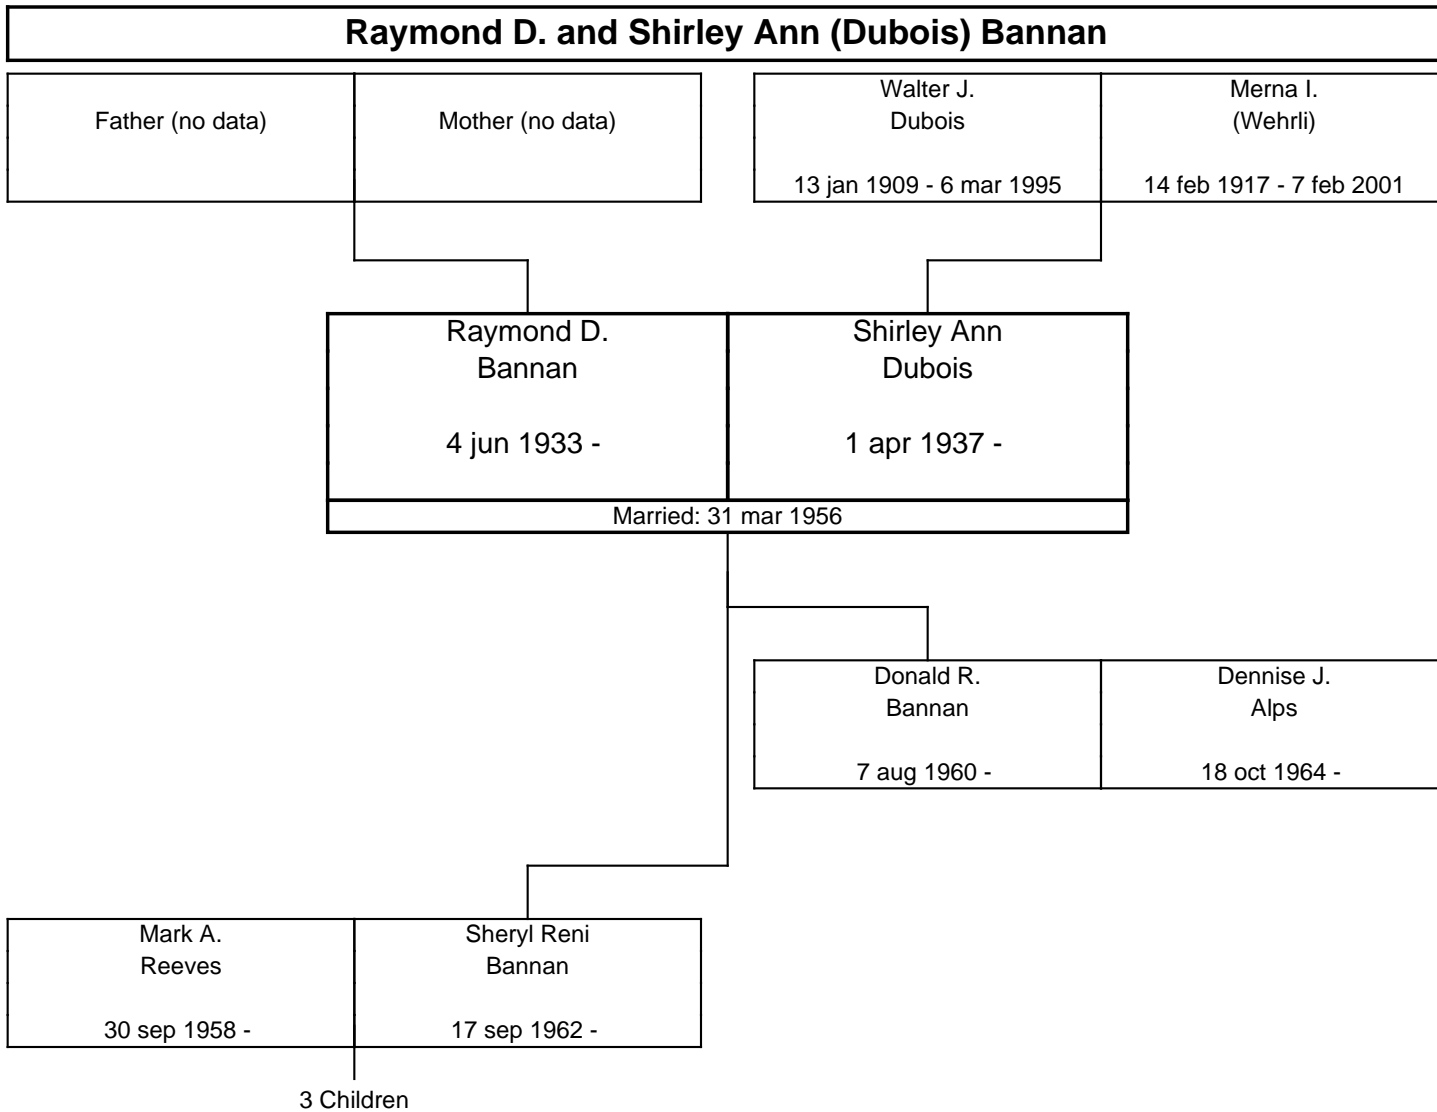 Raymond D. and Shirley Ann (Dubois) Bannan
Father (no data)
Mother (no data)
Walter J.
Dubois
13 jan 1909 - 6 mar 1995
Merna I.
(Wehrli)
14 feb 1917 - 7 feb 2001
Raymond D.
Bannan
4 jun 1933 -
Shirley Ann
Dubois
1 apr 1937 -
Married: 31 mar 1956
Donald R.
Bannan
7 aug 1960 -
Dennise J.
Alps
18 oct 1964 -
Mark A.
Reeves
30 sep 1958 -
Sheryl Reni
Bannan
17 sep 1962 -
3 Children